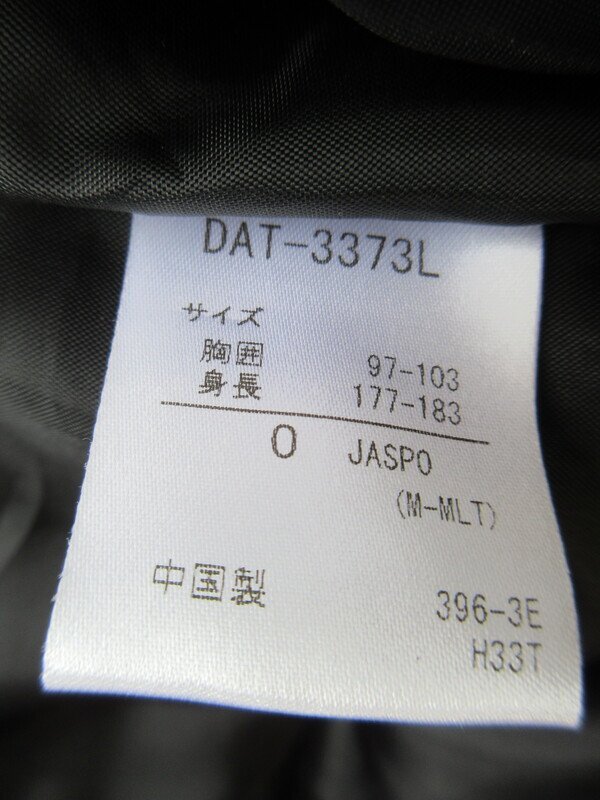 DAT-3373L
サイズ
胸囲 97-103
身長 177-183
O JASPO
(M-MLT)
中国製 396-3E
H33T